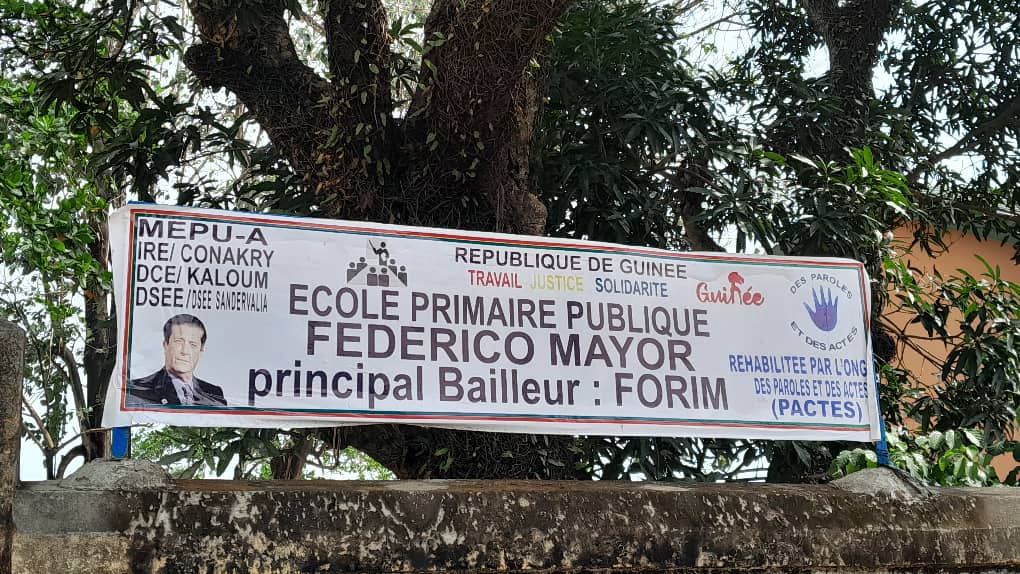 MEPU-A
IRE/ CONAKRY
DCE/ KALOUM
DSEE /DSEE SANDERVALIA
REPUBLIQUE DE GUINEE
TRAVAIL JUSTICE SOLIDARITE
Guinée
ECOLE PRIMAIRE PUBLIQUE
FEDERICO MAYOR
principal Bailleur : FORIM
DES PAROLES
ET DES ACTES
REHABILITEE PAR L'ONG
DES PAROLES ET DES ACTES
(PACTES)